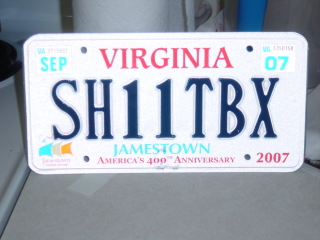 VIRGINIA
SEP
07
SH11TBX
JAMESTOWN
AMERICA'S 400TH ANNIVERSARY
2007